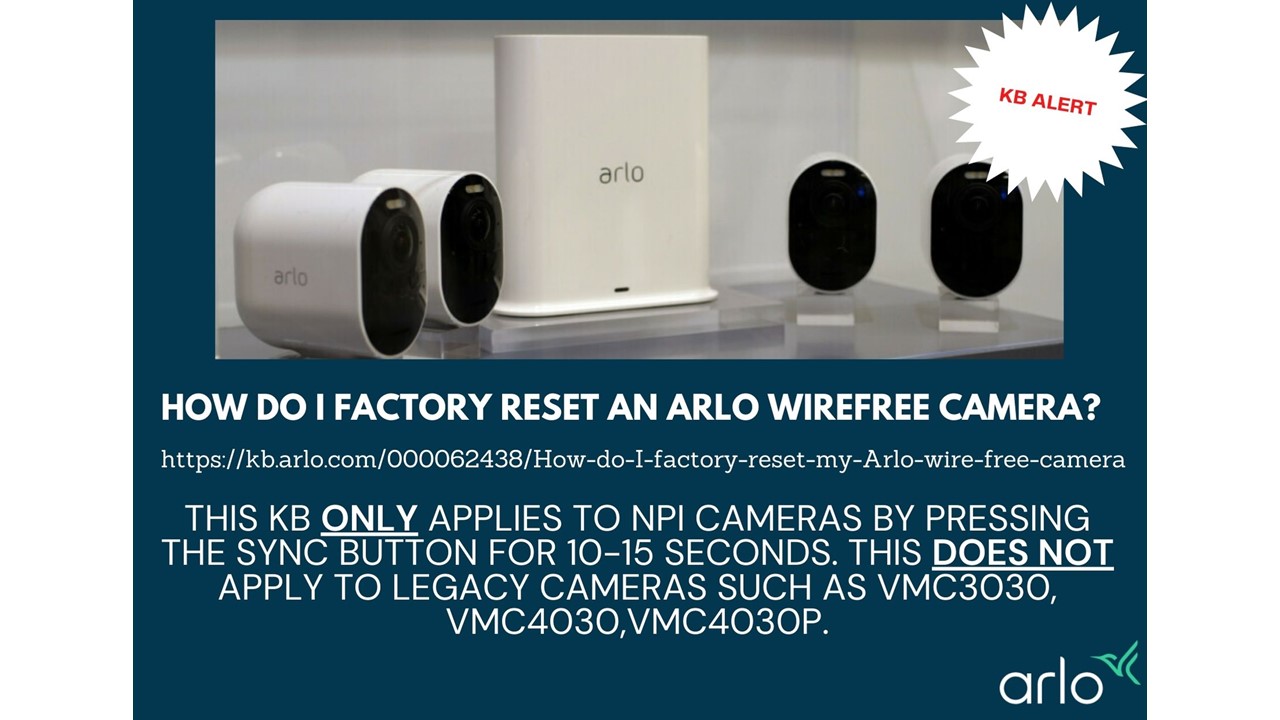 KB ALERT
arlo
arlo
HOW DO I FACTORY RESET AN ARLO WIREFREE CAMERA?
https://kb.arlo.com/000062438/How-do-I-factory-reset-my-Arlo-wire-free-camera
THIS KB ONLY APPLIES TO NPI CAMERAS BY PRESSING
THE SYNC BUTTON FOR 10–15 SECONDS. THIS DOES NOT
APPLY TO LEGACY CAMERAS SUCH AS VMC3030,
VMC4030,VMC4030P.
arlo